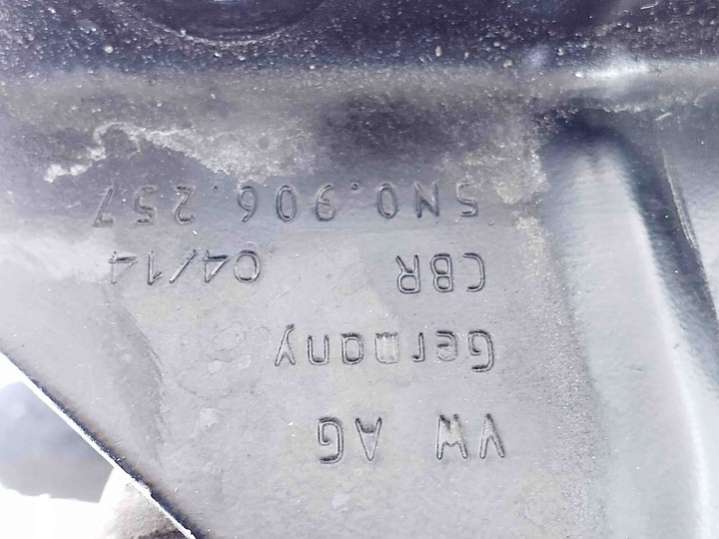 VW AG
Germany
CBR 04/14
5N0.906.257